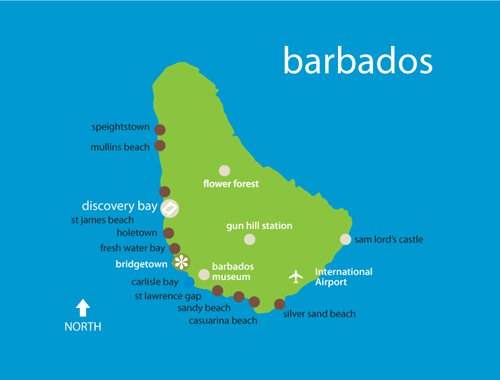 barbados
speightstown
mullins beach
flower forest
discovery bay
st james beach
gun hill station
holetown
sam lord's castle
fresh water bay
bridgetown
barbados
museum
International
Airport
carlisle bay
st lawrence gap
sandy beach
silver sand beach
casuarina beach
NORTH